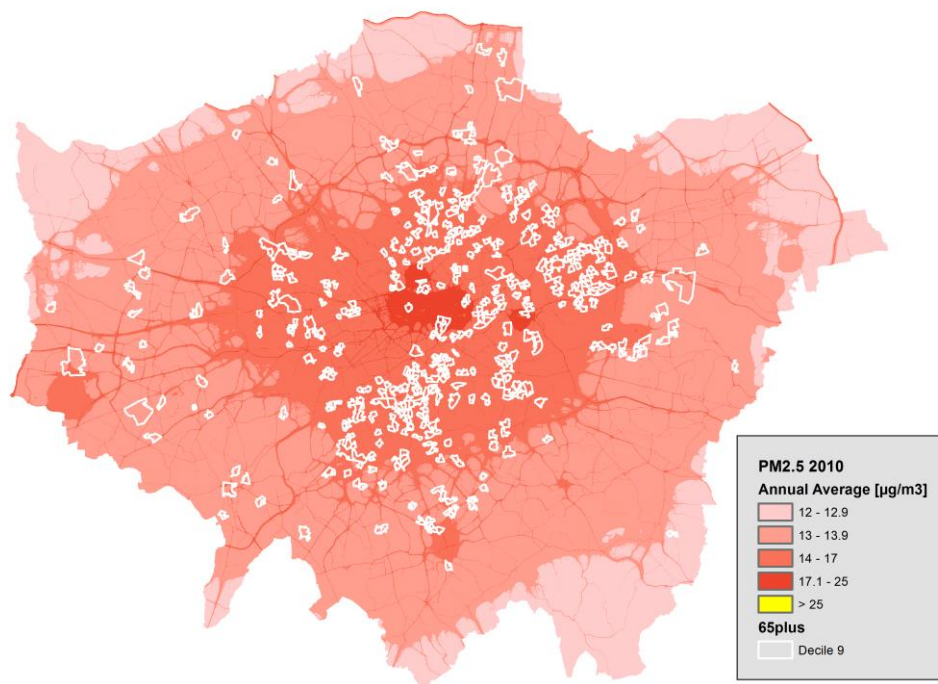 PM2.5 2010
Annual Average [µg/m3]
12 - 12.9
13 - 13.9
14 - 17
17.1 - 25
> 25
65plus
Decile 9